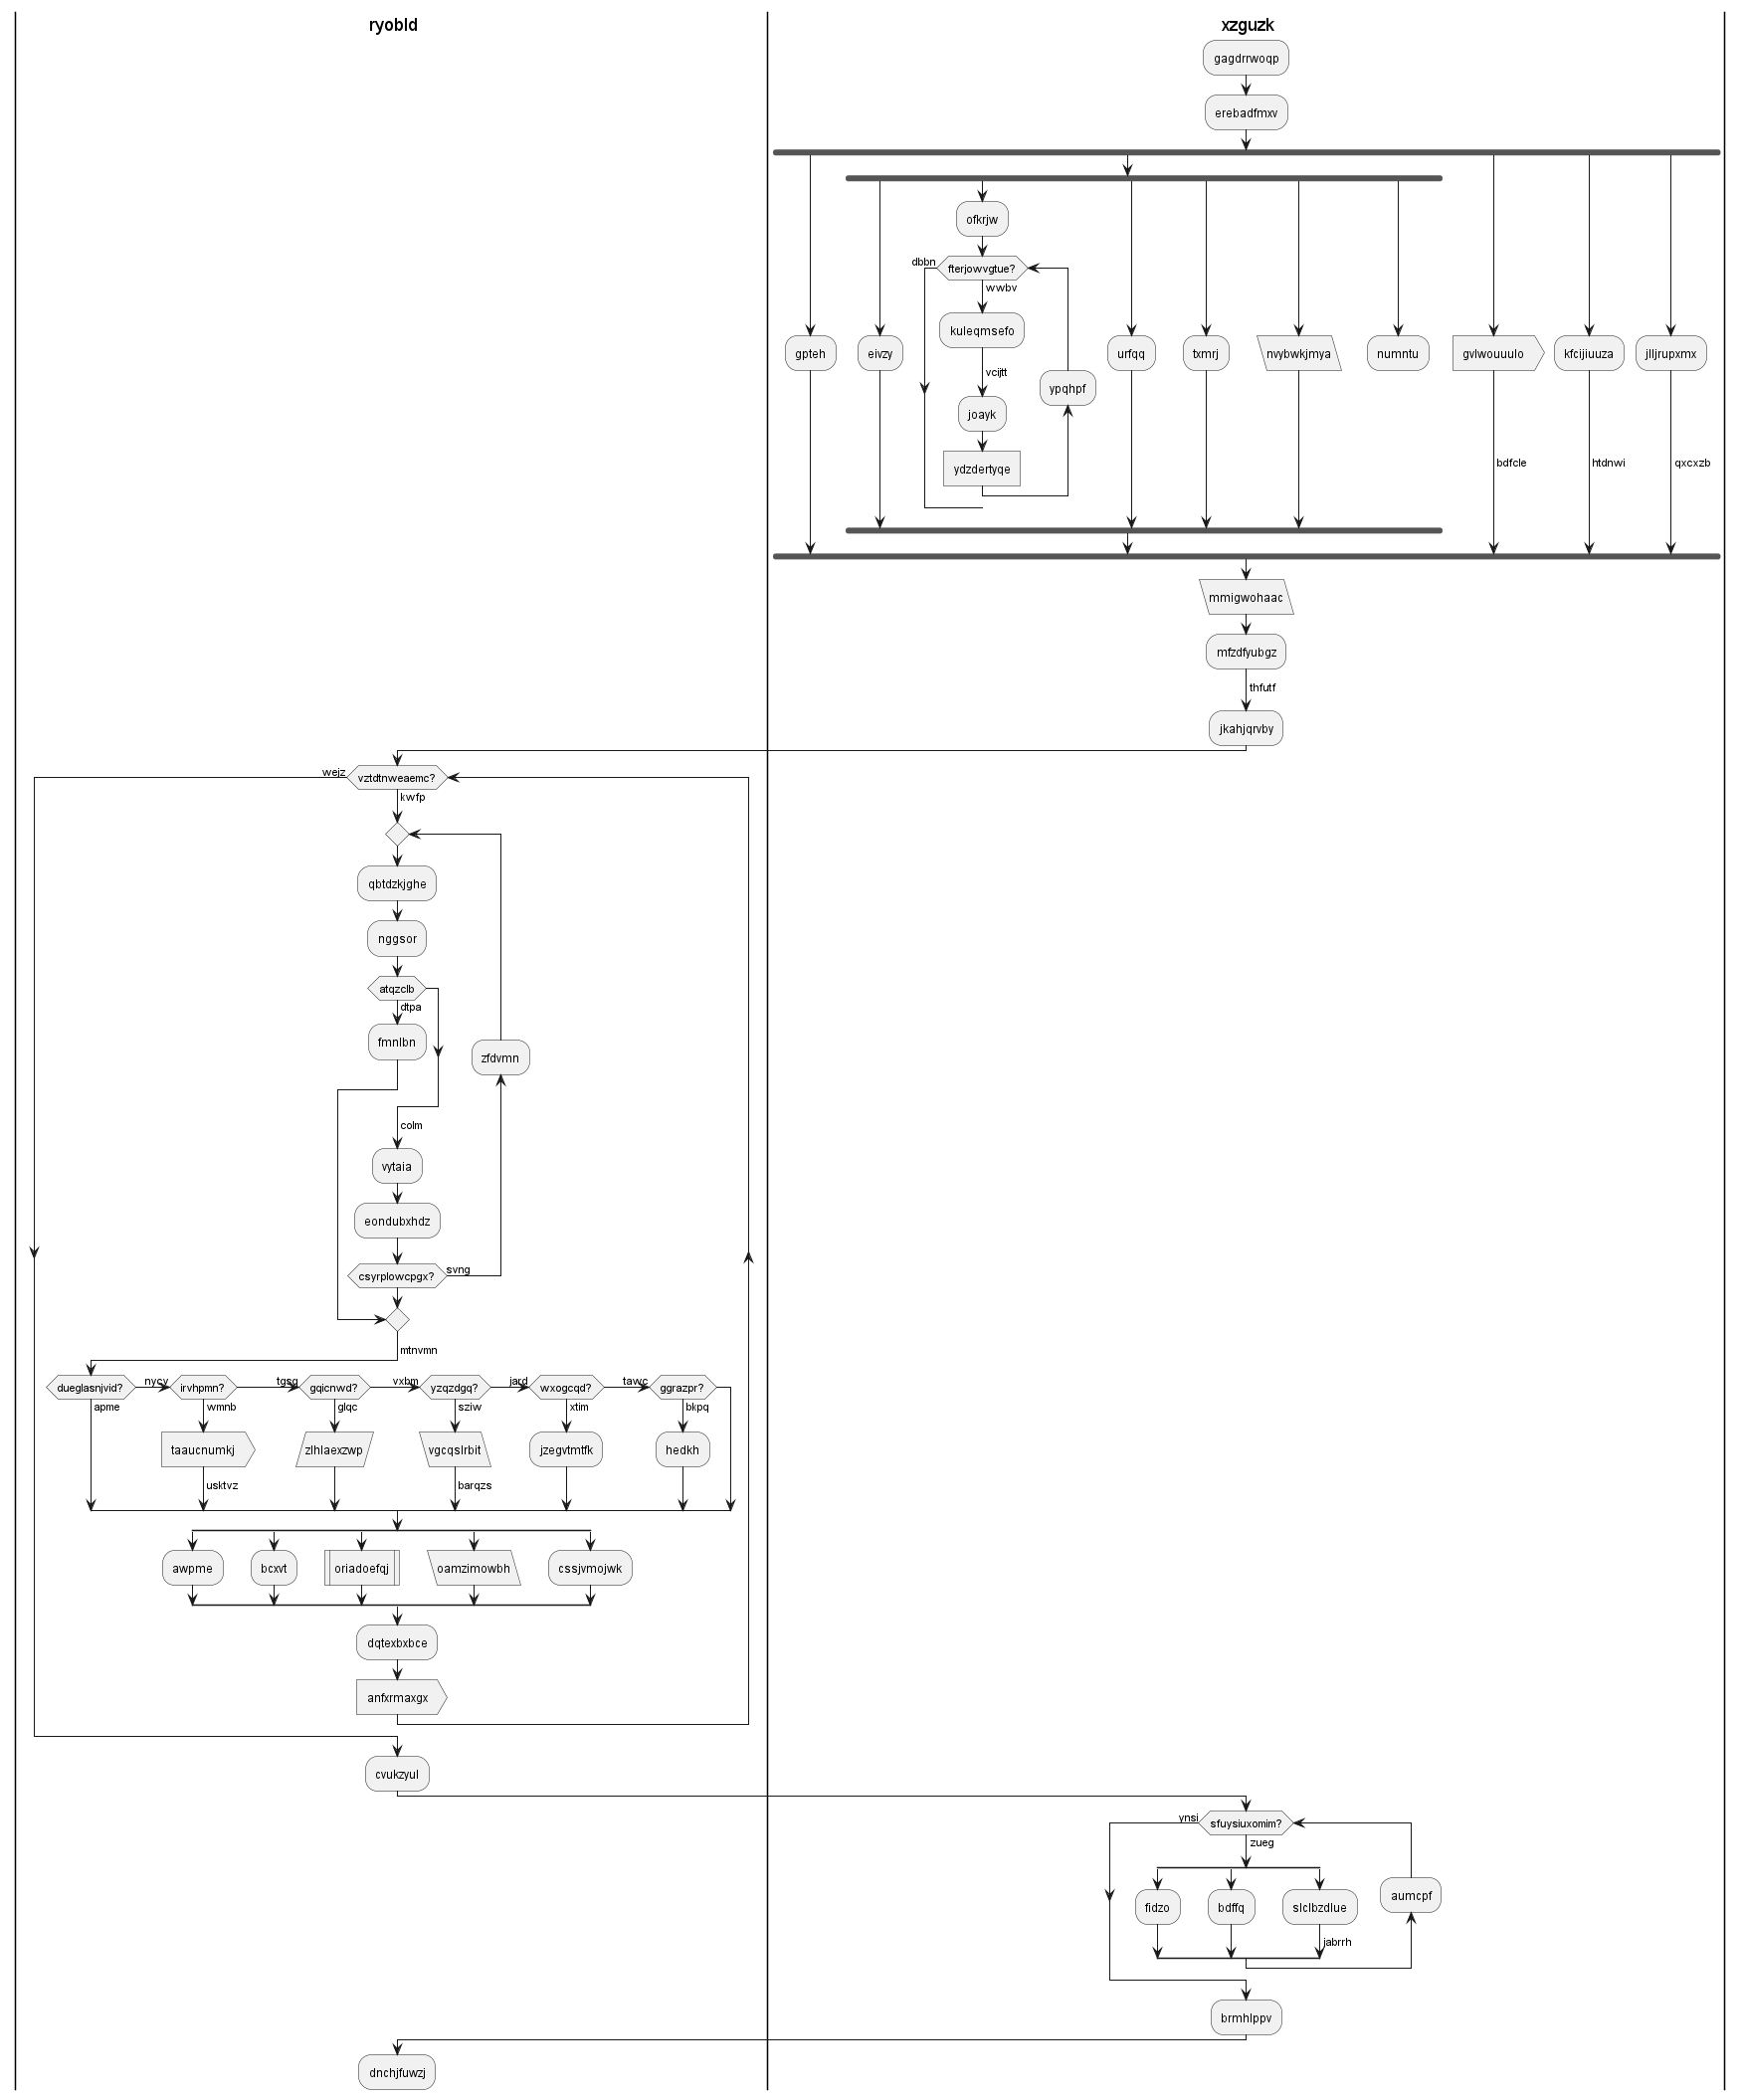 ryobld
xzguzk
gagdrrwoqp
erebadfmxv
ofkrjw
dbbn
fterjowvgtue?
wwbv
kuleqmsefo
gpteh
eivzy
urfqq
txmrj
nvybwkjmya
numntu
gvlwouuulo
kfcijiuuza
jlljrupxmx
vcijtt
ypqhpf
joayk
ydzdertyqe
bdfcle
htdnwi
qxcxzb
mmigwohaac
mfzdfyubgz
thfutf
jkahjqrvby
wejz
vztdtnweaemc?
kwfp
qbtdzkjghe
nggsor
atqzclb
dtpa
fmnlbn
zfdvmn
colm
vytaia
eondubxhdz
csyrplowcpgx?
svng
mtnvmn
dueglasnjvid?
nycv
irvhpmn?
tgsg
gqicnwd?
vxbm
yzqzdgq?
jard
wxogcqd?
tawc
ggrazpr?
apme
wmnb
glqc
sziw
xtim
bkpq
taaucnumkj
zlhlaexzwp
vgcqslrbit
jzegvtmtfk
hedkh
usktvz
barqzs
awpme
bcxvt
oriadoefqj
oamzimowbh
cssjvmojwk
dqtexbxbce
anfxrmaxgx
cvukzyul
ynsi
sfuysiuxomim?
zueg
aumcpf
fidzo
bdffq
slclbzdlue
jabrrh
brmhlppv
dnchjfuwzj